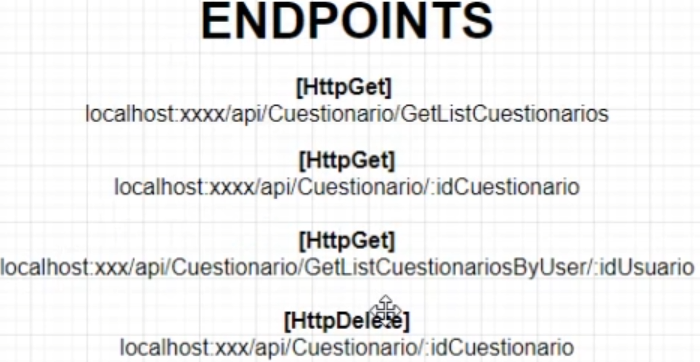 ENDPOINTS
[HttpGet]
localhost:xxxx/api/Cuestionario/GetListCuestionarios
[HttpGet]
localhost:xxxx/api/Cuestionario/:idCuestionario
[HttpGet]
localhost:xxx/api/Cuestionario/GetListCuestionariosByUser/:idUsuario
[HttpDelete]
localhost:xxxx/api/Cuestionario/:idCuestionario